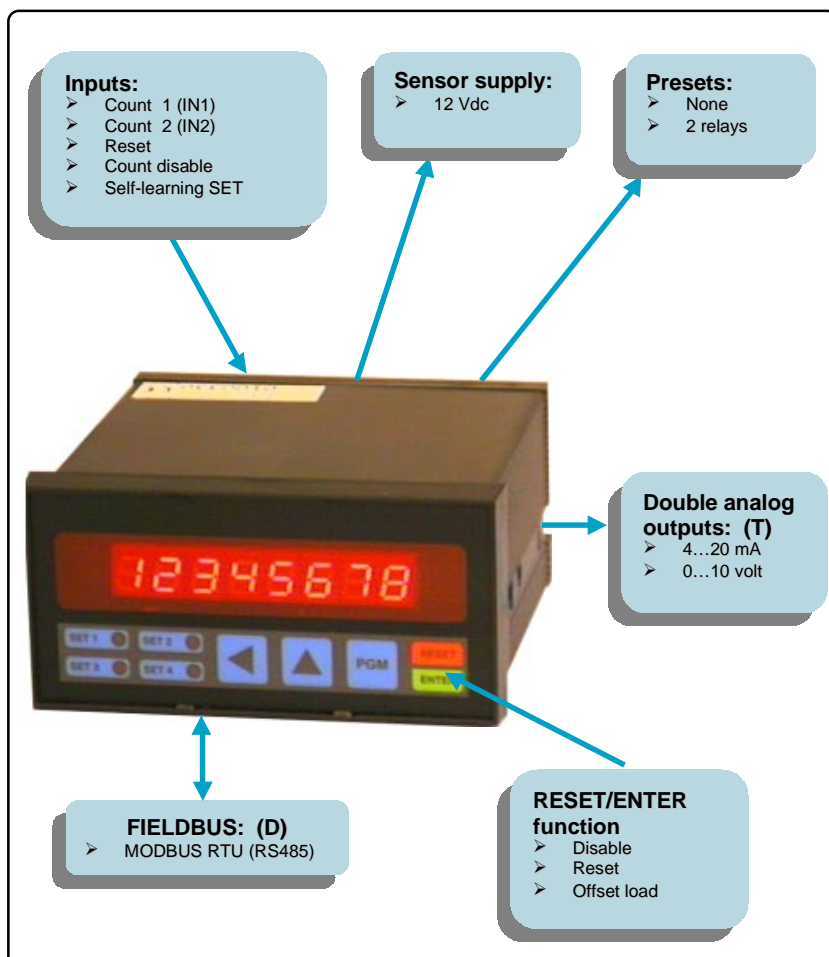 Inputs:
➢ Count 1 (IN1)
➢ Count 2 (IN2)
➢ Reset
➢ Count disable
➢ Self-learning SET
Sensor supply:
➢ 12 Vdc
Presets:
➢ None
➢ 2 relays
Double analog
outputs: (T)
➢ 4…20 mA
➢ 0…10 volt
12345678
SET 1
SET 2
SET 3
SET 4
PGM
RESET
ENTER
FIELDBUS: (D)
➢ MODBUS RTU (RS485)
RESET/ENTER
function
➢ Disable
➢ Reset
➢ Offset load